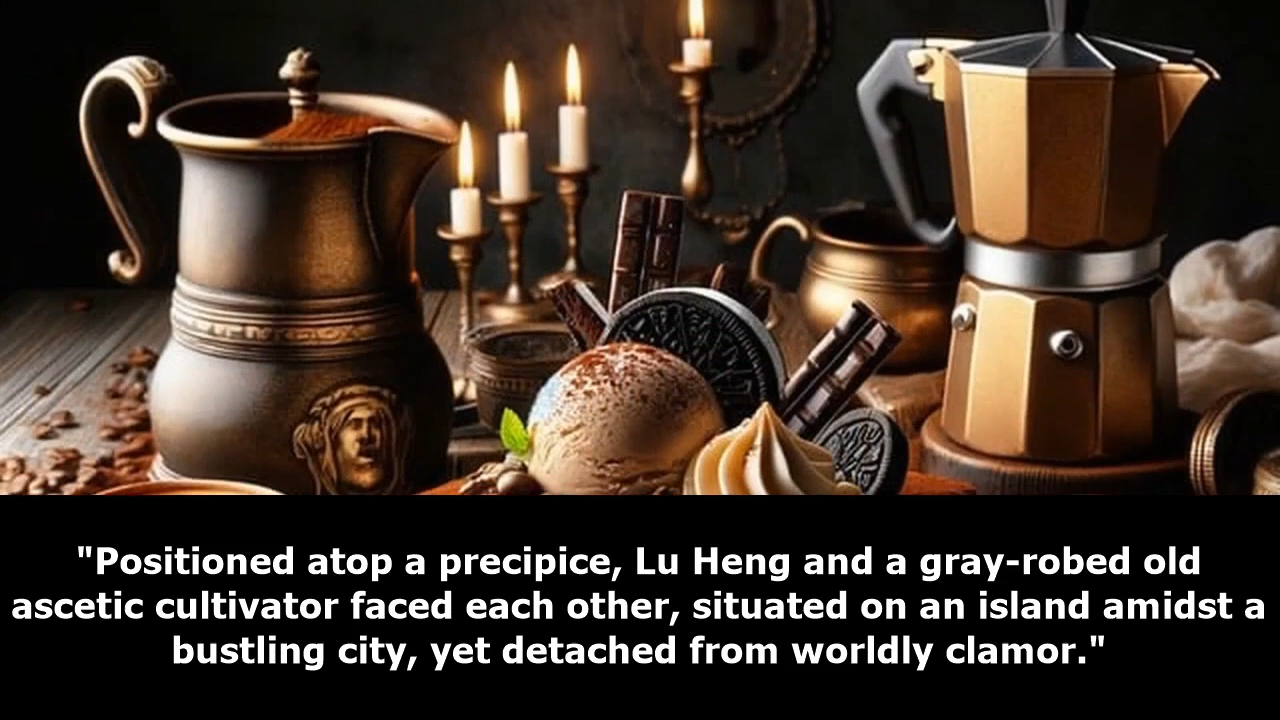 "Positioned atop a precipice, Lu Heng and a gray-robed old
ascetic cultivator faced each other, situated on an island amidst a
bustling city, yet detached from worldly clamor."